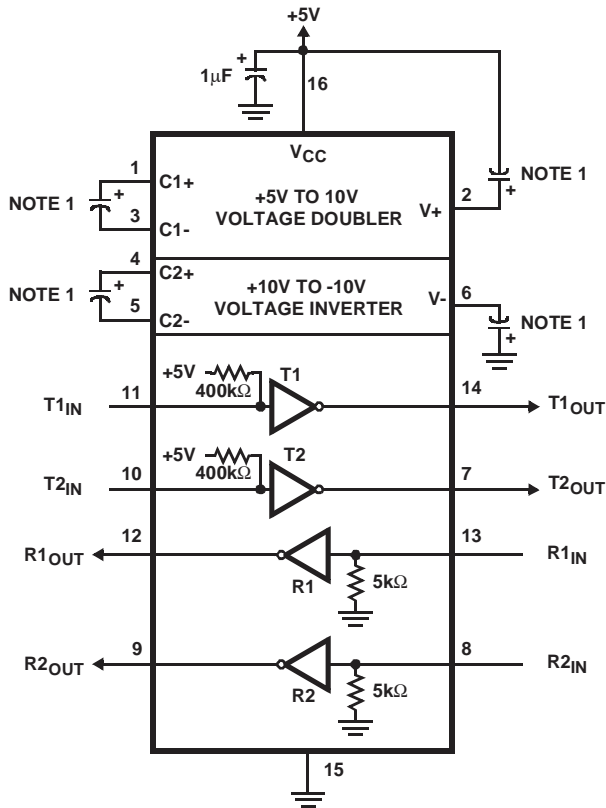 +5V
1μF
+
16
VCC
1
C1+
NOTE 1
+
3
C1-
+5V TO 10V
VOLTAGE DOUBLER
V+
2
NOTE 1
+
4
C2+
NOTE 1
+
5
C2-
+10V TO -10V
VOLTAGE INVERTER
V-
6
NOTE 1
+
T1IN
11
+5V
400kΩ
T1
14
T1OUT
T2IN
10
+5V
400kΩ
T2
7
T2OUT
R1OUT
12
R1
5kΩ
13
R1IN
R2OUT
9
R2
5kΩ
8
R2IN
15